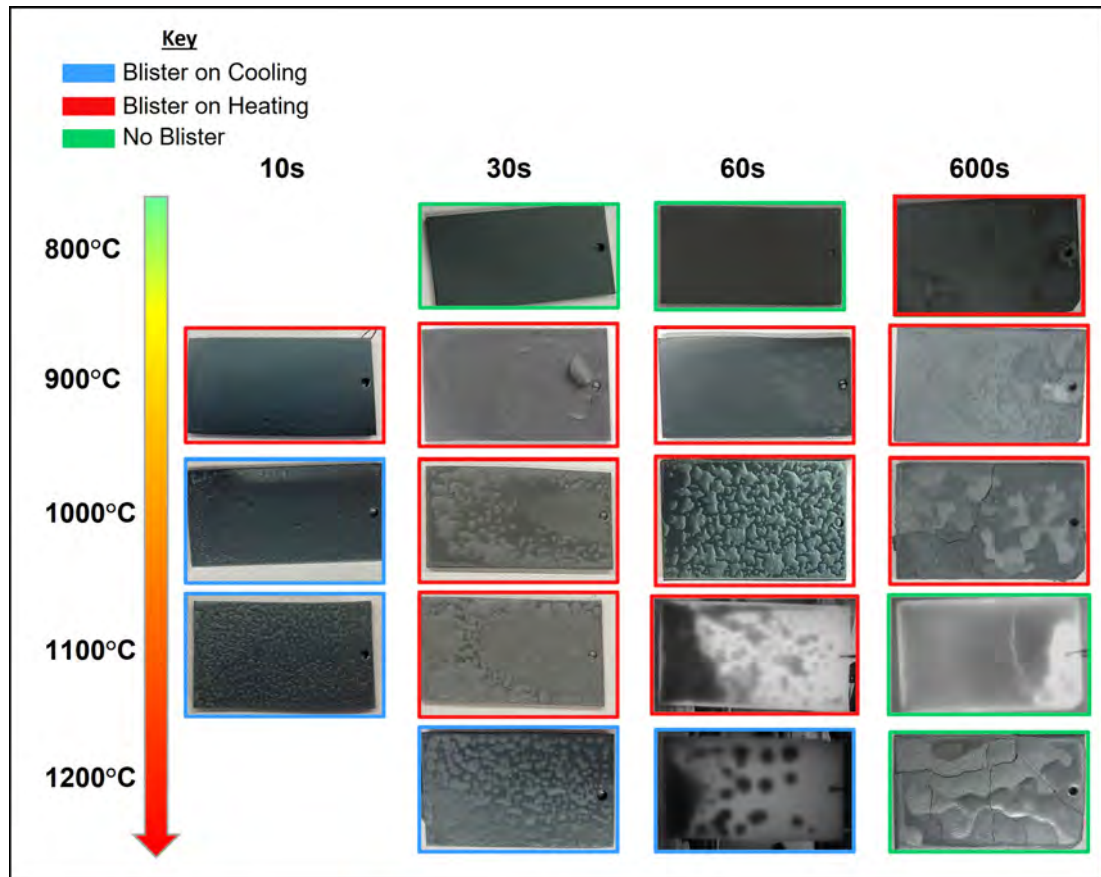 Key
Blister on Cooling
Blister on Heating
No Blister
10s 30s 60s 600s
800°C
900°C
1000°C
1100°C
1200°C